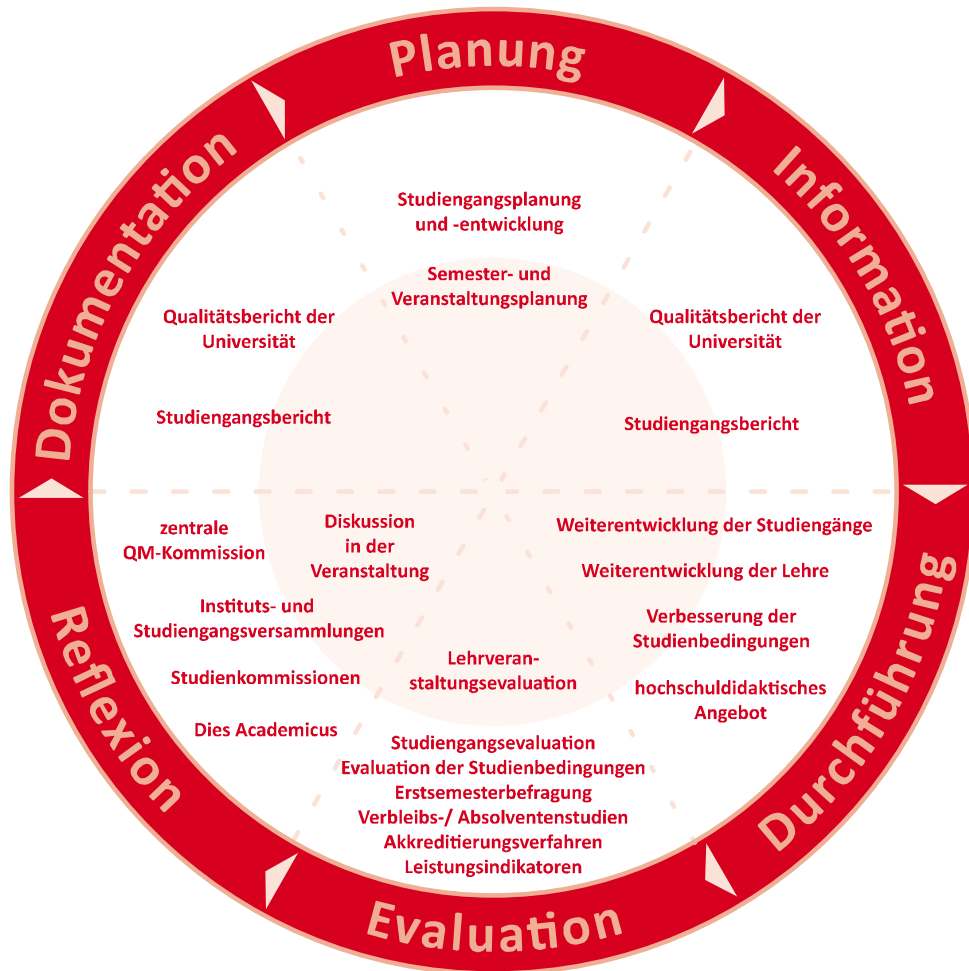 Planung
Information
Durchführung
Evaluation
Reflexion
Dokumentation
Studiengangsplanung
und -entwicklung
Semester- und
Veranstaltungsplanung
Qualitätsbericht der
Universität
Studiengangsbericht
Weiterentwicklung der Studiengänge
Weiterentwicklung der Lehre
Verbesserung der
Studienbedingungen
hochschuldidaktisches
Angebot
Lehrveran-
staltungsevaluation
Studiengangsevaluation
Evaluation der Studienbedingungen
Erstsemesterbefragung
Verbleibs-/ Absolventenstudien
Akkreditierungsverfahren
Leistungsindikatoren
zentrale
QM-Kommission
Diskussion
in der
Veranstaltung
Instituts- und
Studiengangsversammlungen
Studienkommissionen
Dies Academicus
Qualitätsbericht der
Universität
Studiengangsbericht